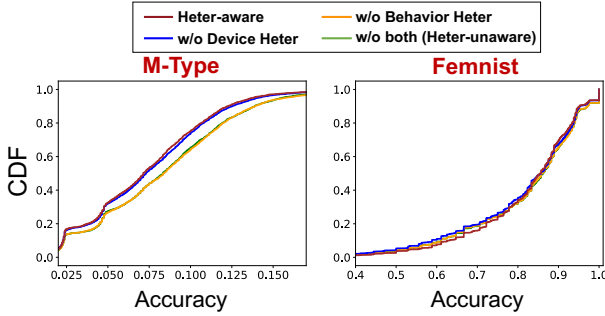 Heter-aware
w/o Behavior Heter
w/o Device Heter
w/o both (Heter-unaware)
M-Type
Femnist
CDF
1.0
0.8
0.6
0.4
0.2
0.0
0.025 0.050 0.075 0.100 0.125 0.150
Accuracy
1.0
0.8
0.6
0.4
0.2
0.0
0.4 0.5 0.6 0.7 0.8 0.9 1.0
Accuracy